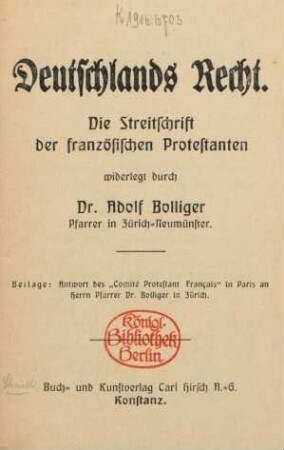 Deutschlands Recht.
Die Streitschrift
der französischen Protestanten
widerlegt durch
Dr. Adolf Bolliger
Pfarrer in Zürich=Neumünster.
Beilage: Antwort des „Comité Protestant Français" in Paris an
Herrn Pfarrer Dr. Bolliger in Zürich.
Königl.
Bibliothek
Berlin
Buch= und Kunstverlag Carl Hirsch A.=G.
Konstanz.